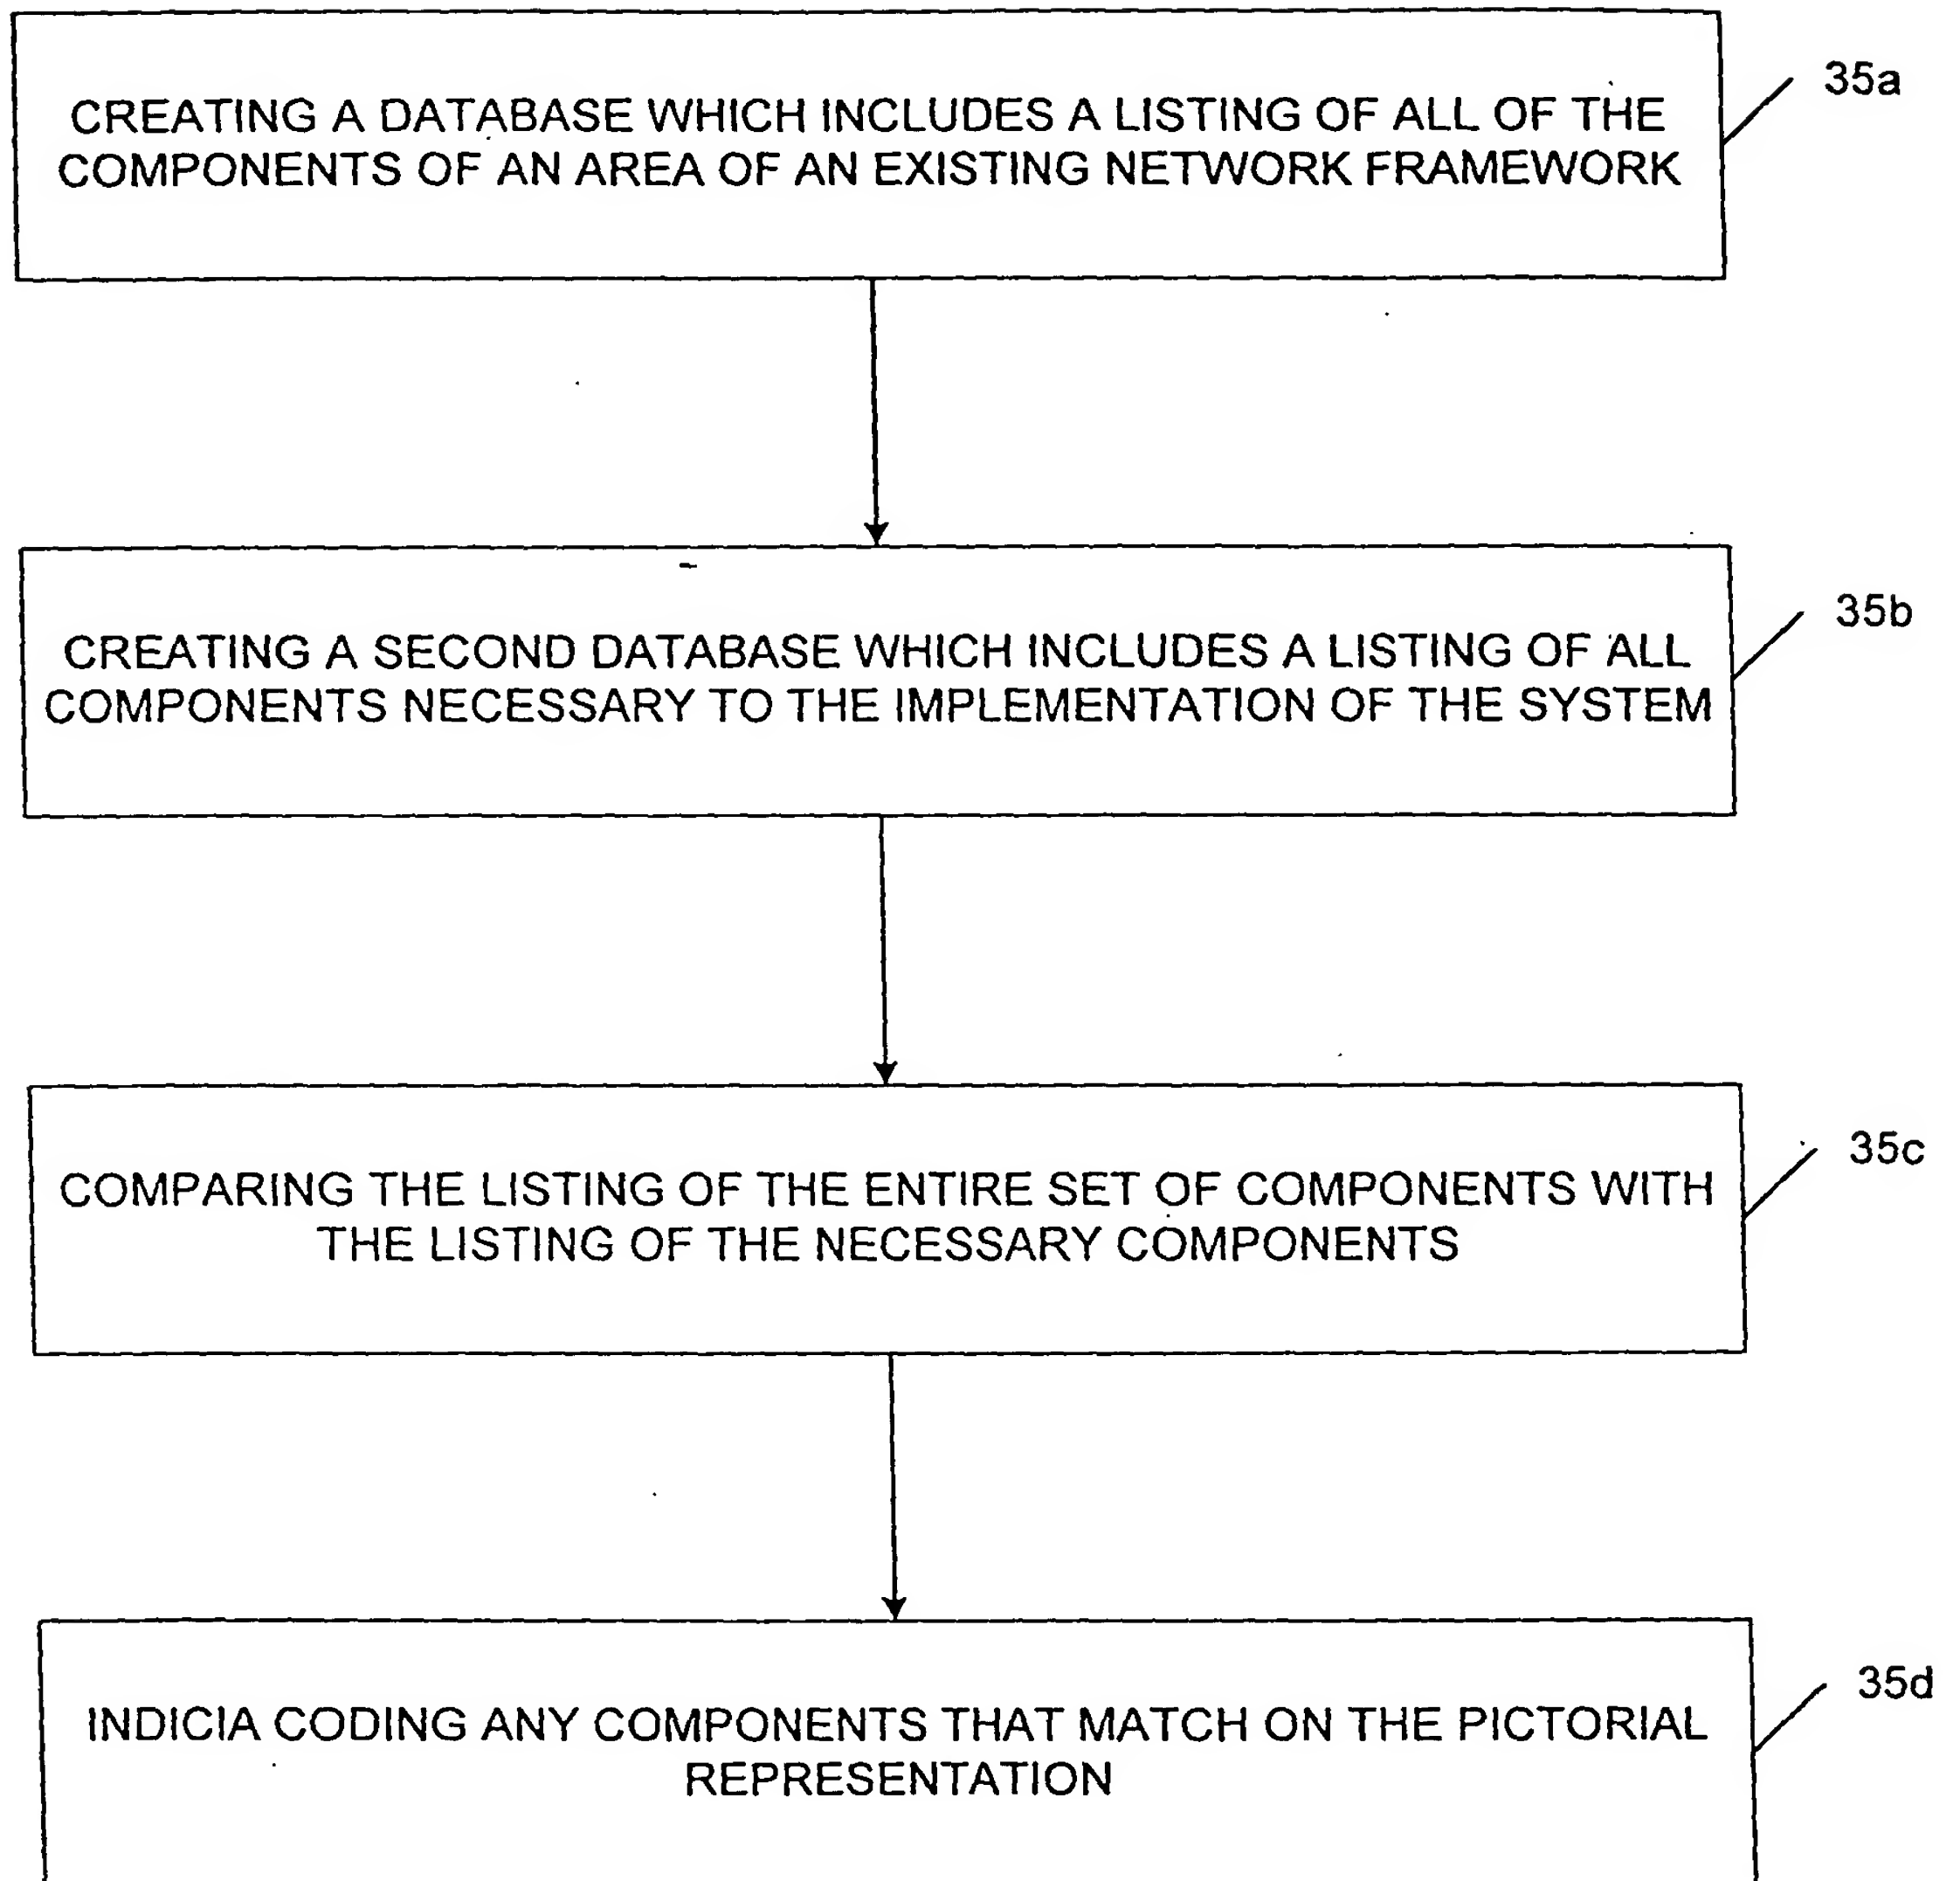 CREATING A DATABASE WHICH INCLUDES A LISTING OF ALL OF THE
COMPONENTS OF AN AREA OF AN EXISTING NETWORK FRAMEWORK
35a
CREATING A SECOND DATABASE WHICH INCLUDES A LISTING OF ALL
COMPONENTS NECESSARY TO THE IMPLEMENTATION OF THE SYSTEM
35b
COMPARING THE LISTING OF THE ENTIRE SET OF COMPONENTS WITH
THE LISTING OF THE NECESSARY COMPONENTS
35c
INDICIA CODING ANY COMPONENTS THAT MATCH ON THE PICTORIAL
REPRESENTATION
35d